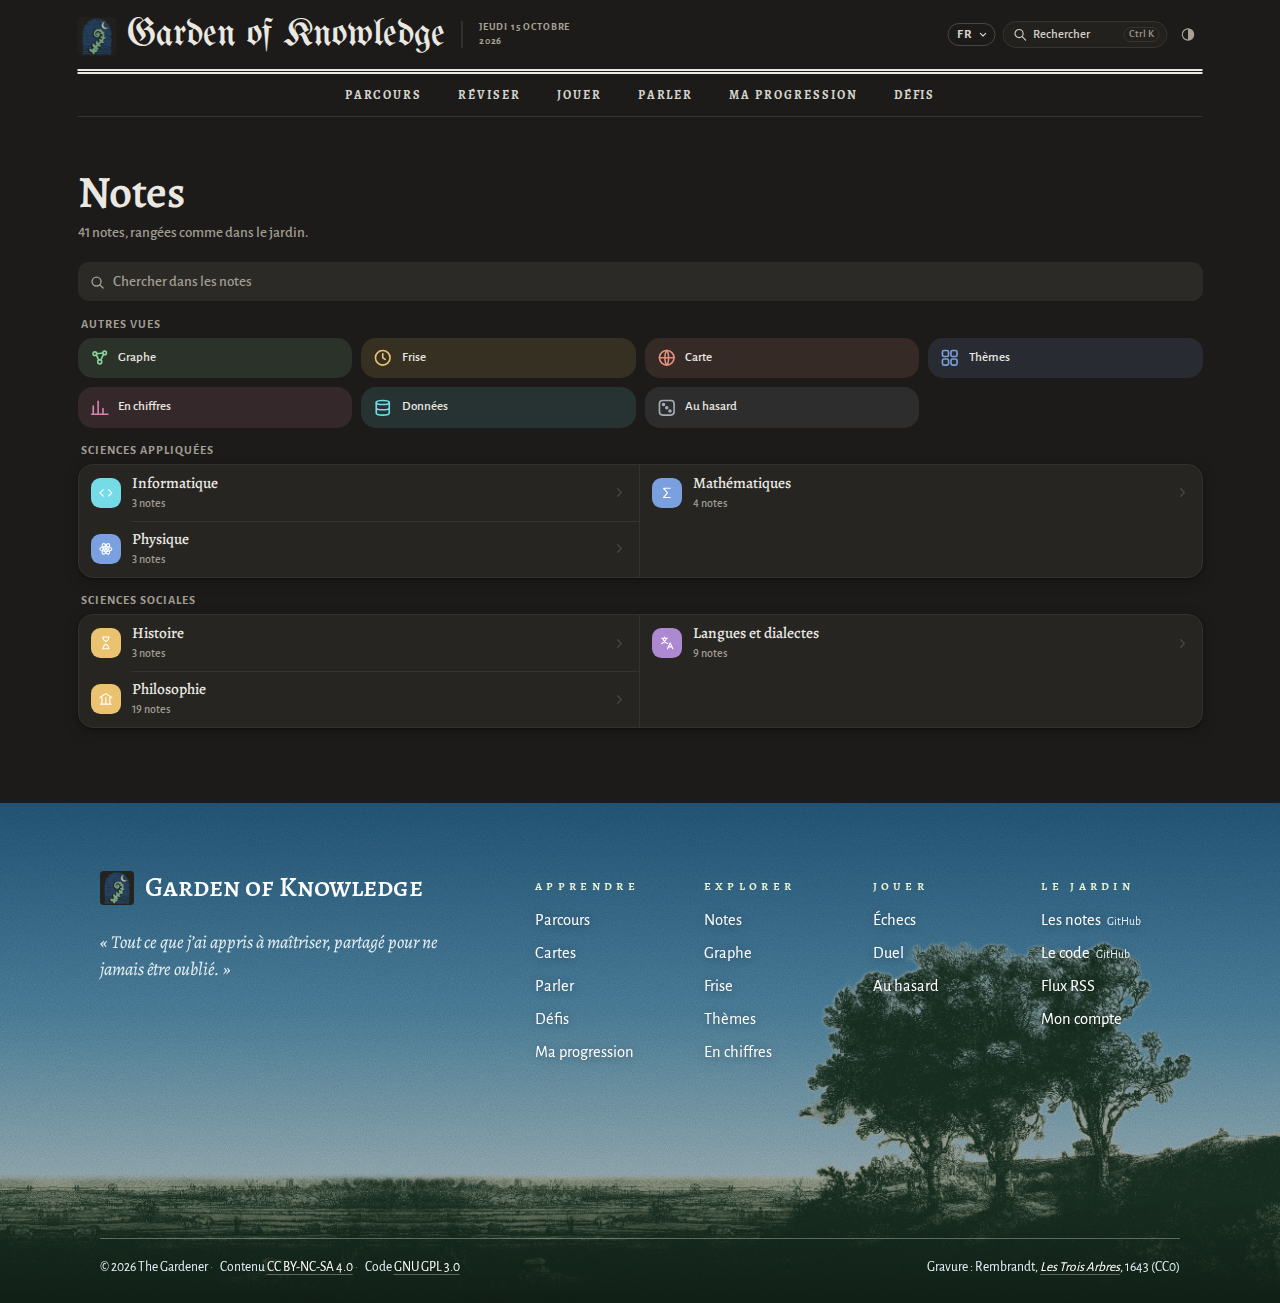 Garden of Knowledge
JEUDI 15 OCTOBRE
2026
FR
Rechercher
Ctrl K
PARCOURS
RÉVISER
JOUER
PARLER
MA PROGRESSION
DÉFIS
Notes
41 notes, rangées comme dans le jardin.
Chercher dans les notes
AUTRES VUES
Graphe
Frise
Carte
Thèmes
En chiffres
Données
Au hasard
SCIENCES APPLIQUÉES
Informatique
3 notes
Mathématiques
4 notes
Physique
3 notes
SCIENCES SOCIALES
Histoire
3 notes
Langues et dialectes
9 notes
Philosophie
19 notes
Garden of Knowledge
« Tout ce que j’ai appris à maîtriser, partagé pour ne
jamais être oublié. »
APPRENDRE
Parcours
Cartes
Parler
Défis
Ma progression
EXPLORER
Notes
Graphe
Frise
Thèmes
En chiffres
JOUER
Échecs
Duel
Au hasard
LE JARDIN
Les notes GitHub
Le code GitHub
Flux RSS
Mon compte
© 2026 The Gardener · Contenu CC BY-NC-SA 4.0 · Code GNU GPL 3.0
Gravure : Rembrandt, Les Trois Arbres, 1643 (CC0)